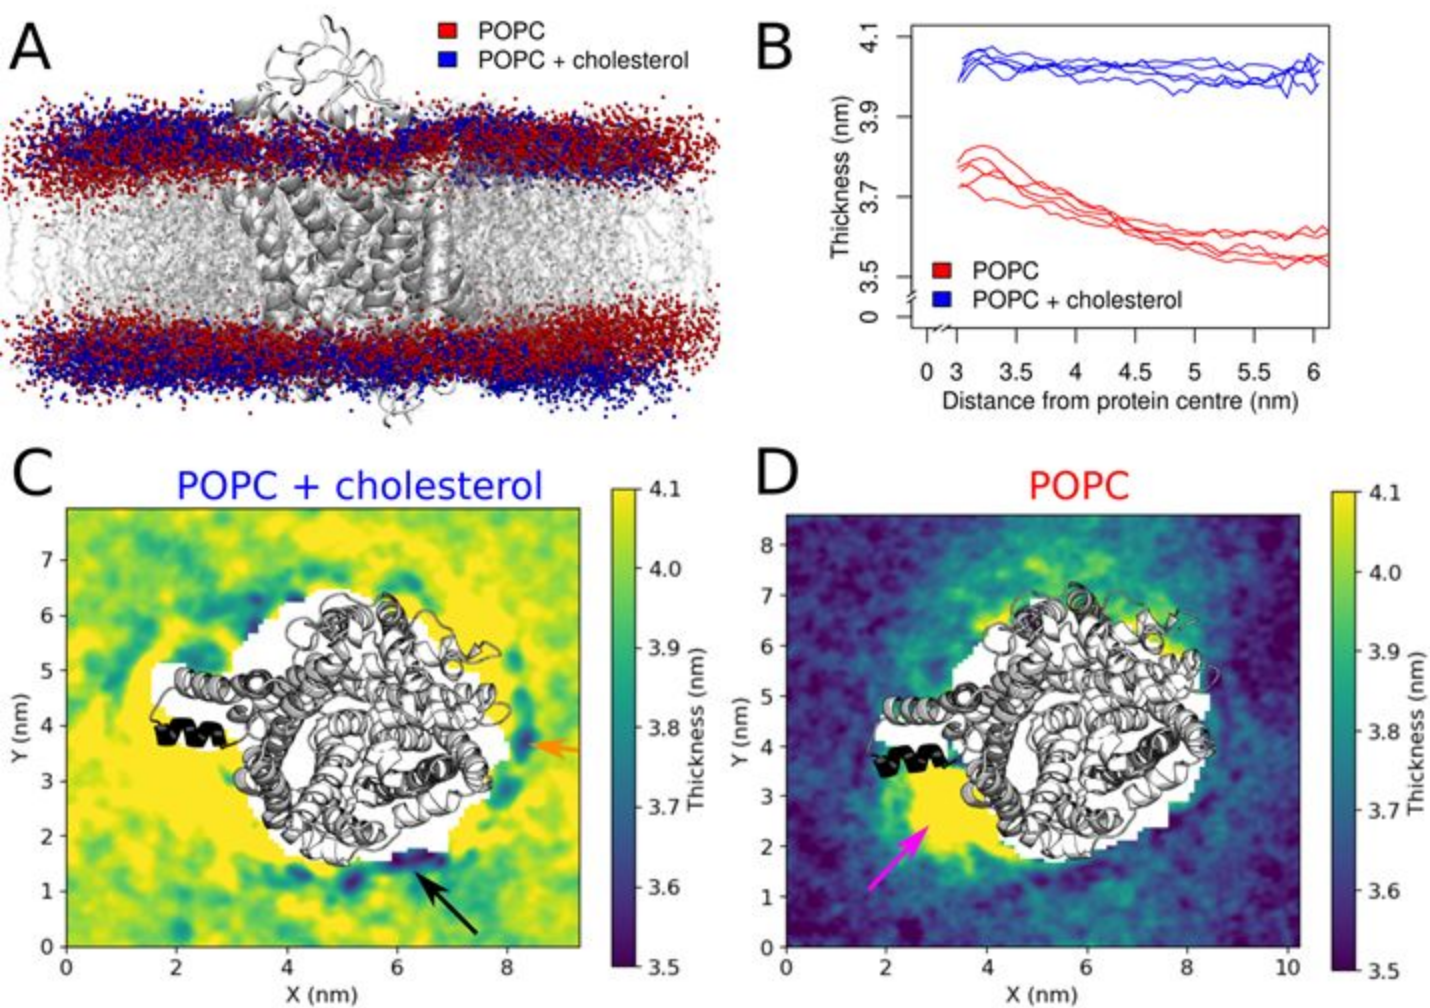 A
POPC
POPC + cholesterol
B
4.1
3.9
3.7
3.5
0
Thickness (nm)
POPC
POPC + cholesterol
0 3 3.5 4 4.5 5 5.5 6
Distance from protein centre (nm)
C
POPC + cholesterol
7
6
5
4
3
2
1
0
Y (nm)
0 2 4 6 8
X (nm)
4.1
4.0
3.9
3.8
3.7
3.6
3.5
Thickness (nm)
D
POPC
8
7
6
5
4
3
2
1
0
Y (nm)
0 2 4 6 8 10
X (nm)
4.1
4.0
3.9
3.8
3.7
3.6
3.5
Thickness (nm)